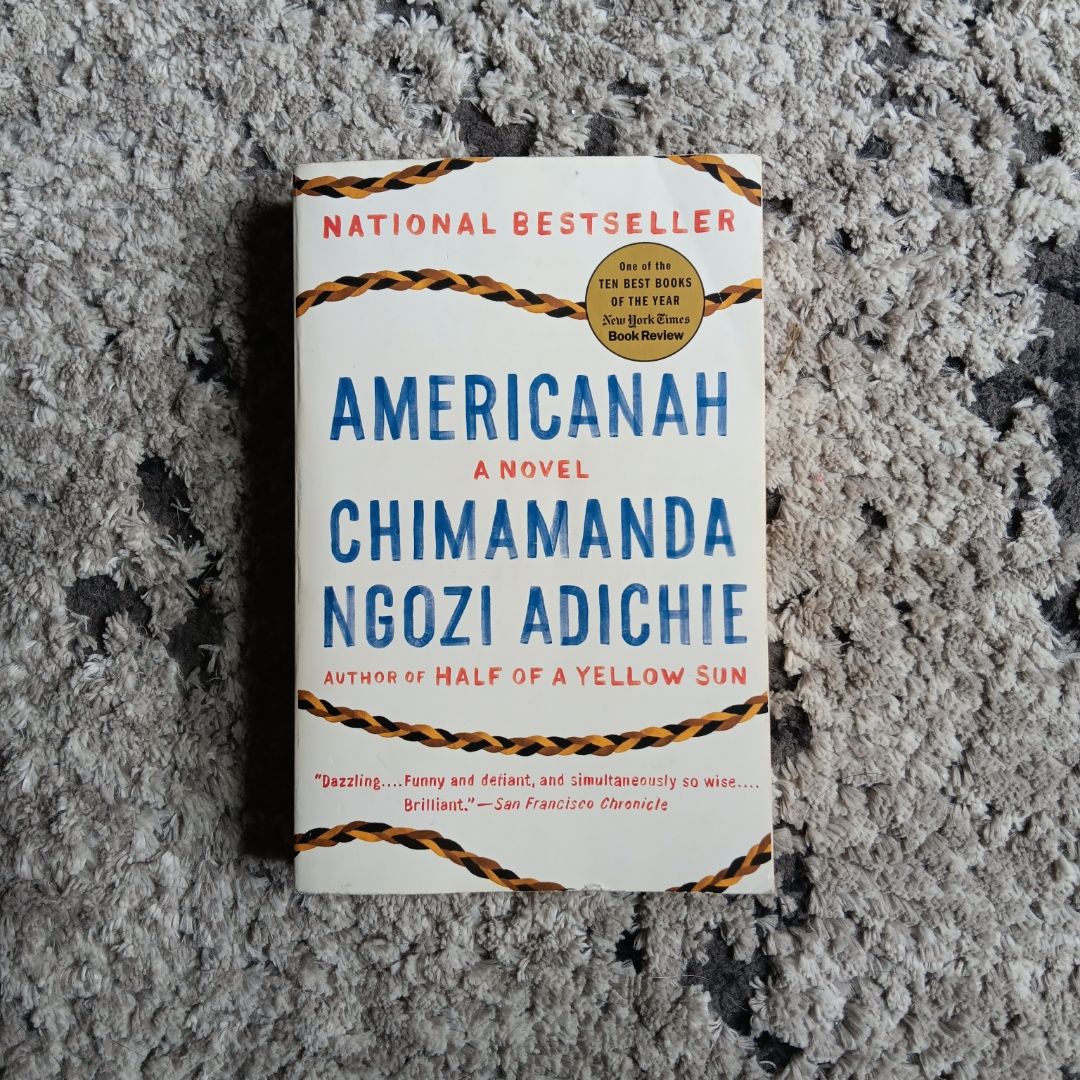 NATIONAL BESTSELLER
One of the
TEN BEST BOOKS
OF THE YEAR
New York Times
Book Review
AMERICANAH
A NOVEL
CHIMAMANDA
NGOZI ADICHIE
AUTHOR OF HALF OF A YELLOW SUN
"Dazzling....Funny and defiant, and simultaneously so wise....
Brilliant."—San Francisco Chronicle